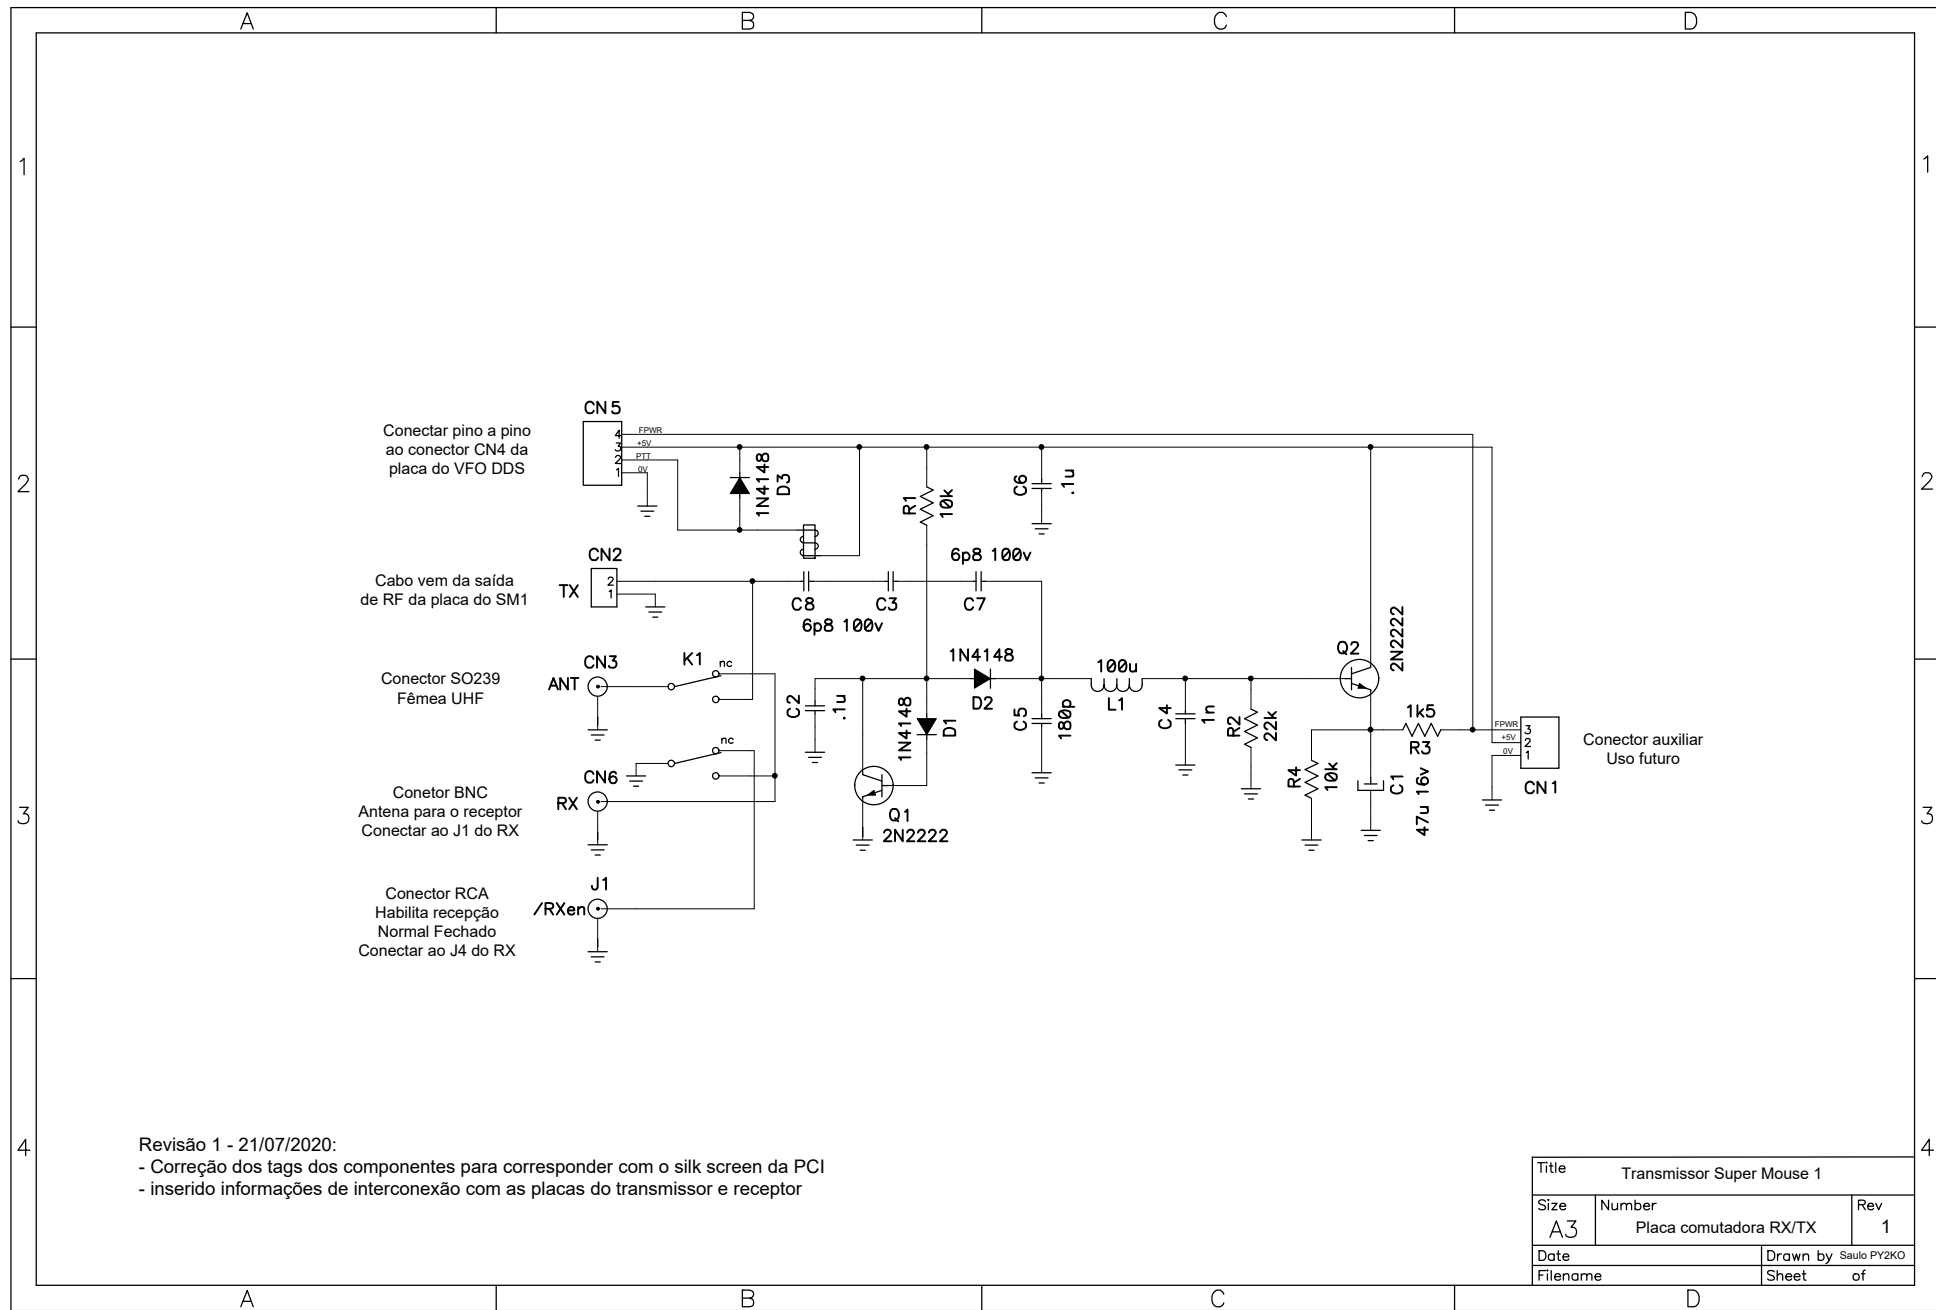 A
B
C
D
1
1
2
2
3
3
4
4
CN5
Conectar pino a pino
ao conector CN4 da
placa do VFO DDS
4
FPWR
3
+5V
2
PTT
1
0V
1N4148
D3
R1
10k
C6
.1u
CN2
Cabo vem da saída
de RF da placa do SM1
TX
2
1
6p8 100v
C8
C3
C7
6p8 100v
CN3
Conector SO239
Fêmea UHF
ANT
K1
nc
nc
C2
.1u
1N4148
D2
1N4148
D1
C5
180p
100u
L1
C4
1n
R2
22k
Q2
2N2222
1k5
R3
R4
10k
C1
47u 16v
FPWR
3
+5V
2
0V
1
CN1
Conector auxiliar
Uso futuro
CN6
Conetor BNC
Antena para o receptor
Conectar ao J1 do RX
RX
Q1
2N2222
J1
Conector RCA
Habilita recepção
Normal Fechado
Conectar ao J4 do RX
/RXen
Revisão 1 - 21/07/2020:
- Correção dos tags dos componentes para corresponder com o silk screen da PCI
- inserido informações de interconexão com as placas do transmissor e receptor
Title
Transmissor Super Mouse 1
Size
A3
Number
Placa comutadora RX/TX
Rev
1
Date
Drawn by Saulo PY2KO
Filename
Sheet of
A
B
C
D